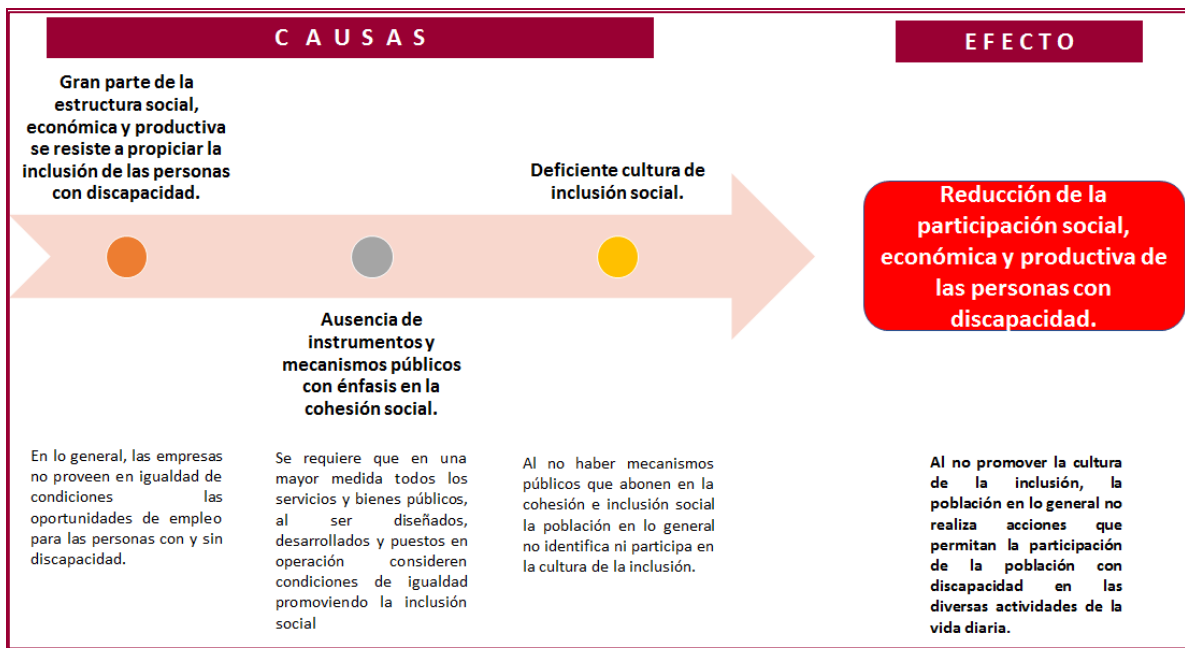 C A U S A S
E F E C T O
Gran parte de la
estructura social,
económica y productiva
se resiste a propiciar la
inclusión de las personas
con discapacidad.
Deficiente cultura de
inclusión social.
Reducción de la
participación social,
económica y productiva de
las personas con
discapacidad.
Ausencia de
instrumentos y
mecanismos públicos
con énfasis en la
cohesión social.
En lo general, las empresas
no proveen en igualdad de
condiciones las
oportunidades de empleo
para las personas con y sin
discapacidad.
Se requiere que en una
mayor medida todos los
servicios y bienes públicos,
al ser diseñados,
desarrollados y puestos en
operación consideren
condiciones de igualdad
promoviendo la inclusión
social
Al no haber mecanismos
públicos que abonen en la
cohesión e inclusión social
la población en lo general
no identifica ni participa en
la cultura de la inclusión.
Al no promover la cultura
de la inclusión, la
población en lo general no
realiza acciones que
permitan la participación
de la población con
discapacidad en las
diversas actividades de la
vida diaria.